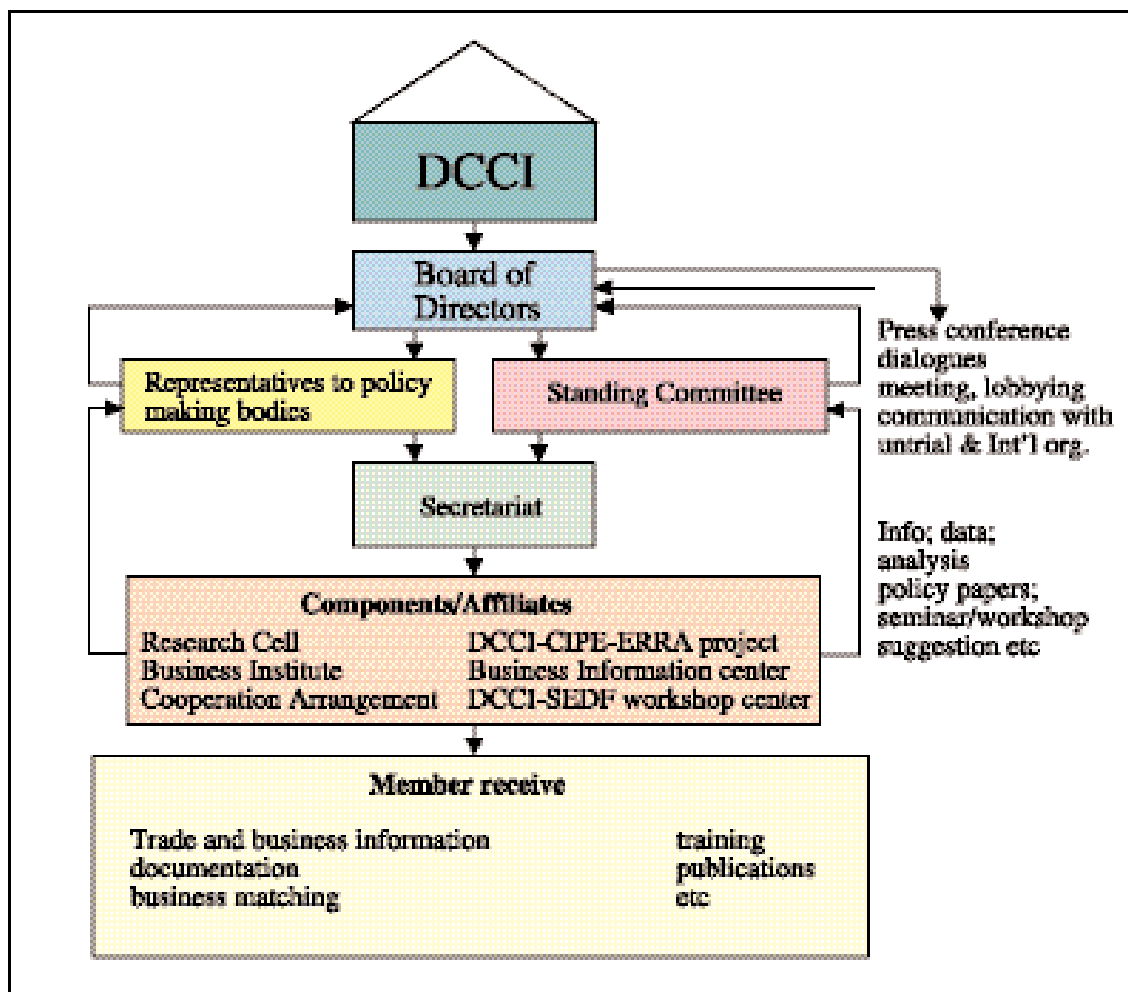 DCCI
Board of
Directors
Representatives to policy
making bodies
Standing Committee
Press conference
dialogues
meeting, lobbying
communication with
untrial & Int'l org.
Secretariat
Info; data;
analysis
policy papers;
seminar/workshop
suggestion etc
Components/Affiliates
Research Cell
Business Institute
Cooperation Arrangement
DCCI-CIPE-ERRA project
Business Information center
DCCI-SEDF workshop center
Member receive
Trade and business information
documentation
business matching
training
publications
etc